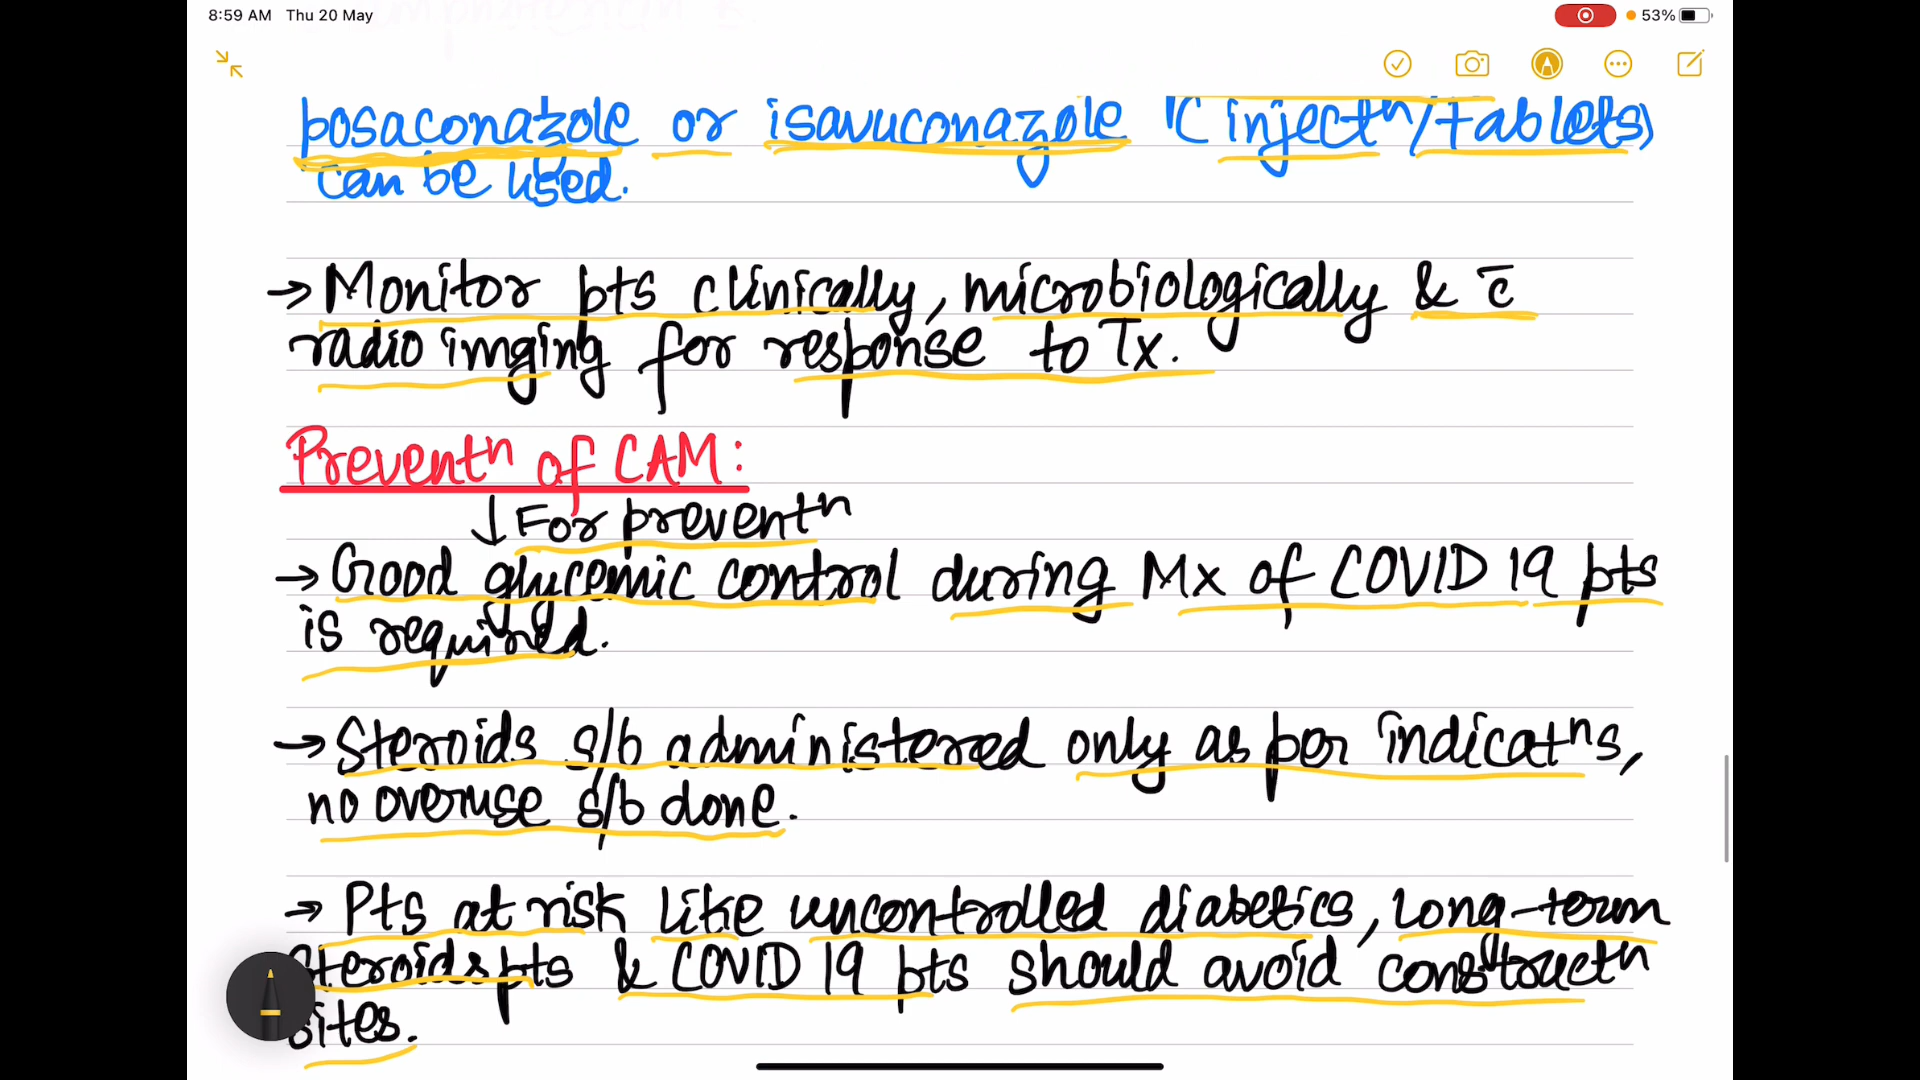 8:59 AM Thu 20 May
53%
posaconazole or isavuconazole (injectⁿ/tablets)
can be used.
→ Monitor pts clinically, microbiologically & c̄
radio imging for response to Tx.
Preventⁿ of CAM:
↓ For preventⁿ
→ Good glycemic control during Mx of COVID 19 pts
is required.
→ Steroids s/b administered only as per indicatⁿs,
no overuse s/b done.
→ Pts at risk like uncontrolled diabetics, long-term
steroids pts & COVID 19 pts should avoid constructⁿ
sites.